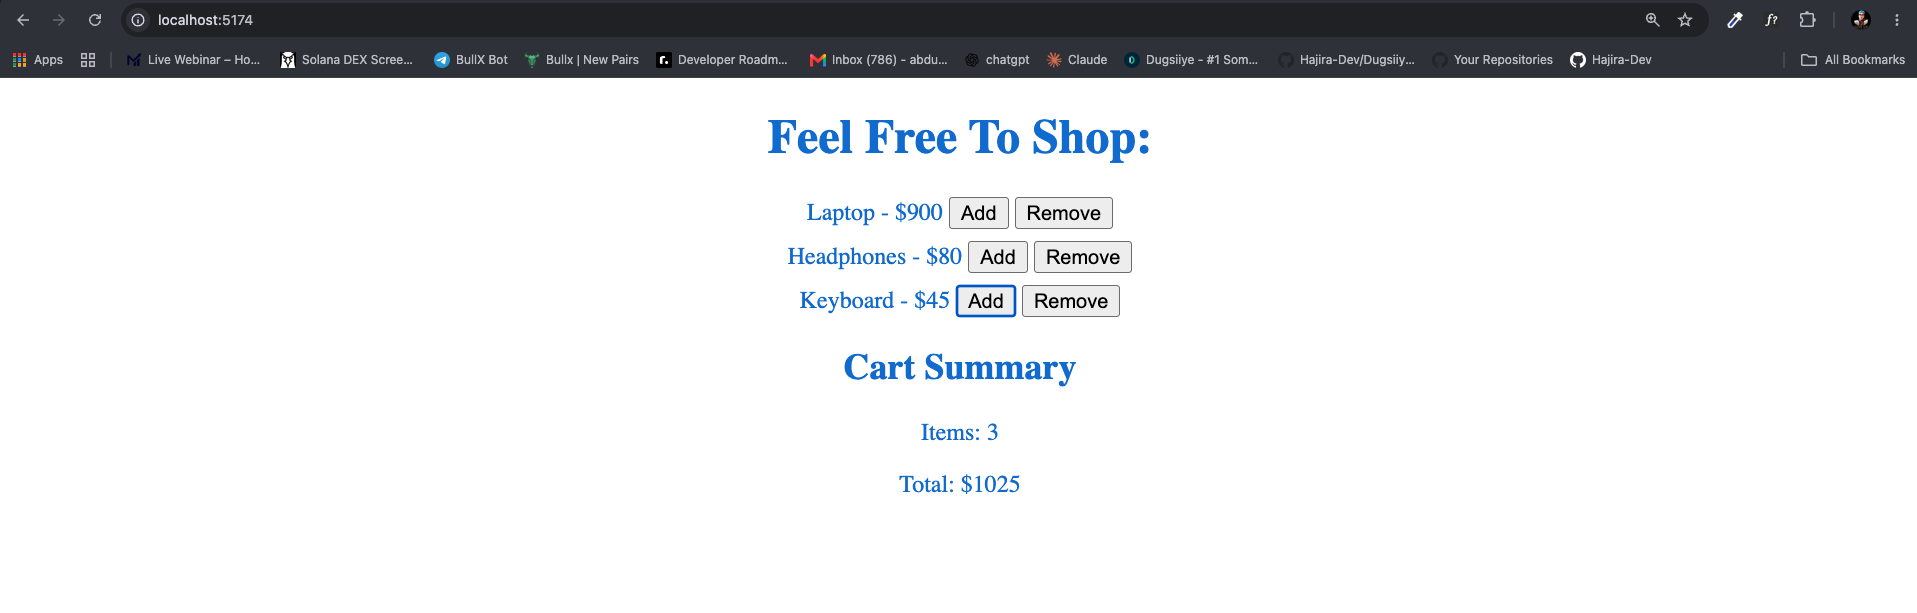 localhost:5174
Apps Live Webinar – Ho... Solana DEX Scree... BullX Bot Bullx | New Pairs Developer Roadm... Inbox (786) - abdu... chatgpt Claude Dugsiiye - #1 Som... Hajira-Dev/Dugsiiy... Your Repositories Hajira-Dev All Bookmarks
Feel Free To Shop:
Laptop - $900 Add Remove
Headphones - $80 Add Remove
Keyboard - $45 Add Remove
Cart Summary
Items: 3
Total: $1025